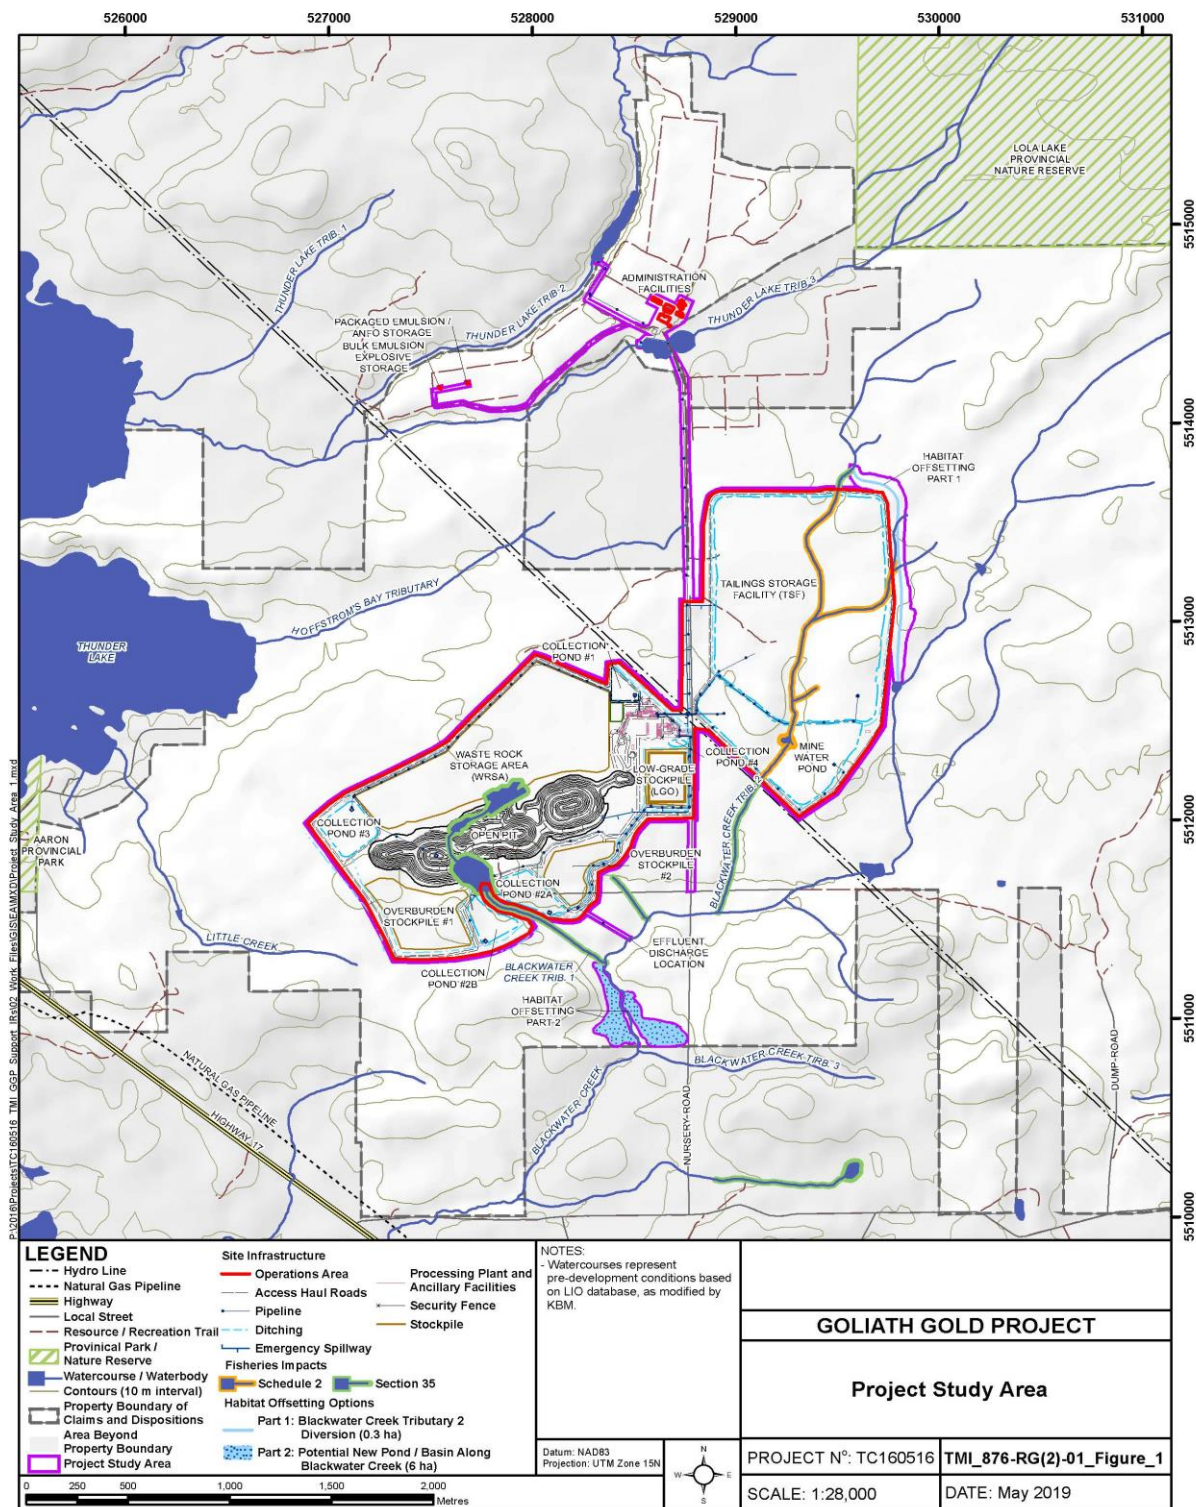 526000
527000
528000
529000
530000
531000
LOLA LAKE
PROVINCIAL
NATURE RESERVE
5515000
THUNDER LAKE TRIB. 1
ADMINISTRATION
FACILITIES
THUNDER LAKE TRIB. 3
THUNDER LAKE TRIB. 2
PACKAGED EMULSION /
ANFO STORAGE
BULK EMULSION
EXPLOSIVE
STORAGE
5514000
HABITAT
OFFSETTING
PART 1
TAILINGS STORAGE
FACILITY (TSF)
HOFFSTROM'S BAY TRIBUTARY
5513000
THUNDER
LAKE
COLLECTION
POND #1
WASTE ROCK
STORAGE AREA
(WRSA)
LOW-GRADE
STOCKPILE
(LGO)
COLLECTION
POND #4
MINE
WATER
POND
5512000
COLLECTION
POND #3
OPEN PIT
BLACKWATER CREEK TRIB. 2
AARON
PROVINCIAL
PARK
OVERBURDEN
STOCKPILE
#2
COLLECTION
POND #2A
OVERBURDEN
STOCKPILE #1
LITTLE CREEK
EFFLUENT
DISCHARGE
LOCATION
COLLECTION
POND #2B
BLACKWATER
CREEK TRIB. 1
HABITAT
OFFSETTING
PART 2
5511000
BLACKWATER CREEK TIRB. 3
BLACKWATER CREEK
NATURAL GAS PIPELINE
HIGHWAY 17
NURSERY-ROAD
DUMP-ROAD
5510000
LEGEND
Hydro Line
Natural Gas Pipeline
Highway
Local Street
Resource / Recreation Trail
Provinical Park /
Nature Reserve
Watercourse / Waterbody
Contours (10 m interval)
Property Boundary of
Claims and Dispositions
Area Beyond
Property Boundary
Project Study Area
Site Infrastructure
Operations Area
Access Haul Roads
Pipeline
Ditching
Emergency Spillway
Processing Plant and
Ancillary Facilities
Security Fence
Stockpile
Fisheries Impacts
Schedule 2
Section 35
Habitat Offsetting Options
Part 1: Blackwater Creek Tributary 2
Diversion (0.3 ha)
Part 2: Potential New Pond / Basin Along
Blackwater Creek (6 ha)
0 250 500 1,000 1,500 2,000
Metres
NOTES:
- Watercourses represent
pre-development conditions based
on LIO database, as modified by
KBM.
Datum: NAD83
Projection: UTM Zone 15N
N
W E
S
GOLIATH GOLD PROJECT
Project Study Area
PROJECT Nº: TC160516
TMI_876-RG(2)-01_Figure_1
SCALE: 1:28,000
DATE: May 2019